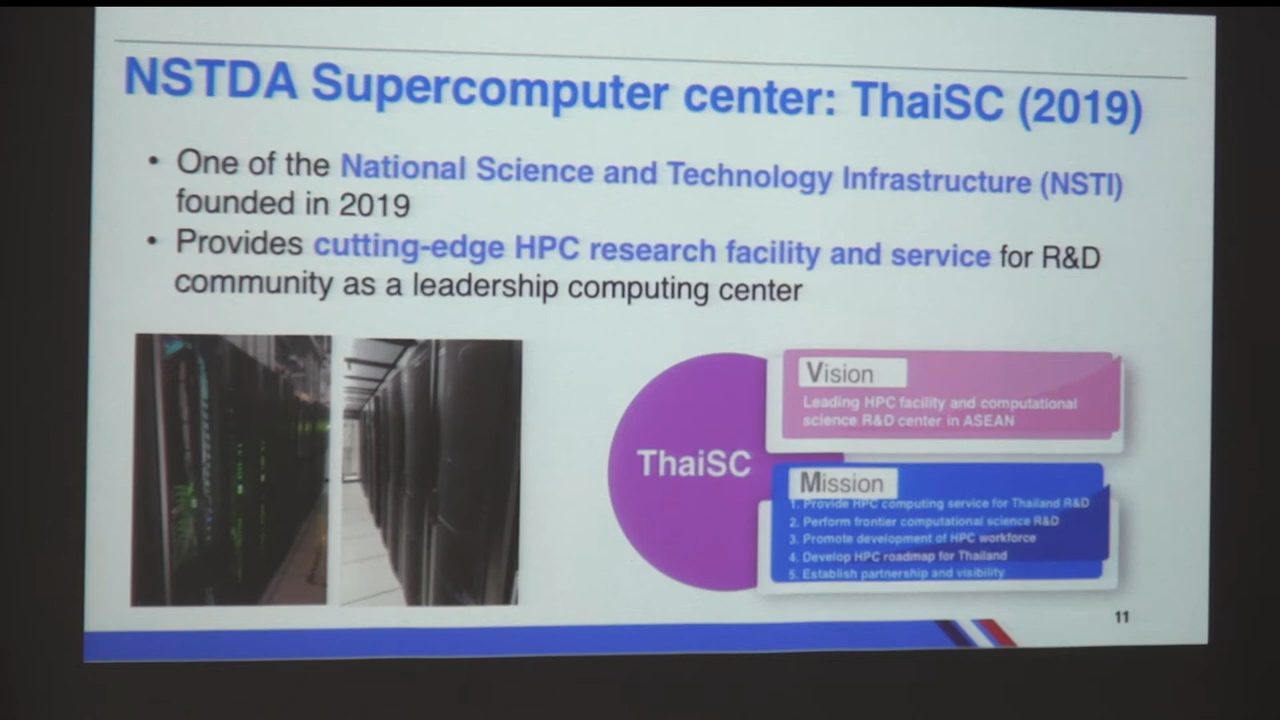 NSTDA Supercomputer center: ThaiSC (2019)
• One of the National Science and Technology Infrastructure (NSTI)
founded in 2019
• Provides cutting-edge HPC research facility and service for R&D
community as a leadership computing center
ThaiSC
Vision
Leading HPC facility and computational
science R&D center in ASEAN
Mission
1. Provide HPC computing service for Thailand R&D
2. Perform frontier computational science R&D
3. Promote development of HPC workforce
4. Develop HPC roadmap for Thailand
5. Establish partnership and visibility
11